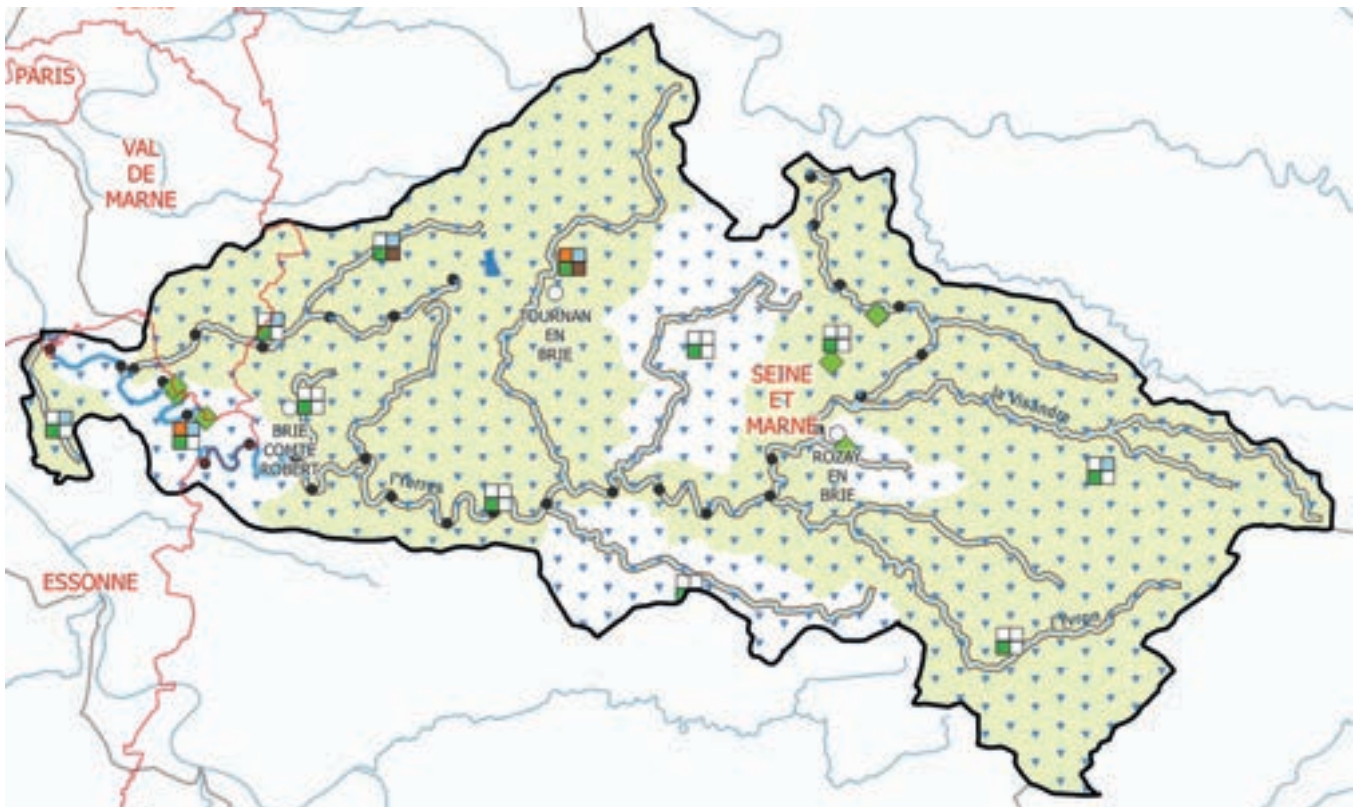 PARIS
VAL
DE
MARNE
TOURNAN
EN
BRIE
SEINE
ET
MARNE
la Visandre
BRIE
COMTE
ROBERT
ROZAY
EN
BRIE
l'Yerres
ESSONNE
l'Yvron